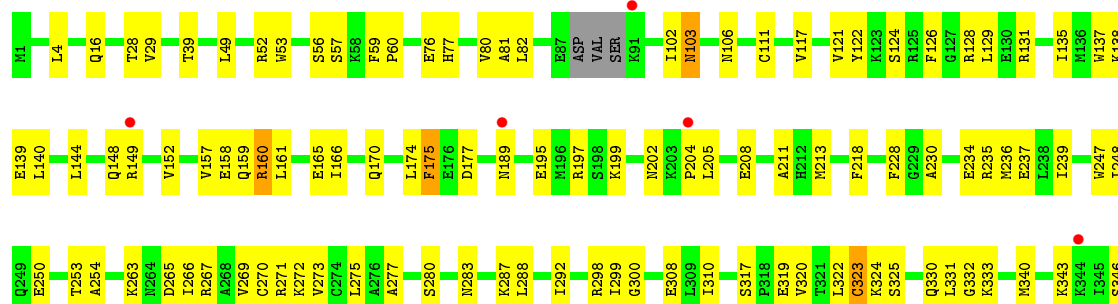 M1 L4 Q16 T28 V29 T39 L49 R52 W53 S56 S57 K58 F59 P60 E76 H77 V80 A81 L82 E87 ASP VAL SER K91 I102 N103 N106 C111 V117 V121 Y122 K123 S124 R125 F126 G127 R128 L129 E130 R131 I135 M136 W137 K138
E139 L140 L144 Q148 R149 V152 V157 E158 Q159 R160 L161 E165 I166 Q170 L174 F175 E176 D177 N189 E195 M196 R197 S198 K199 N202 K203 P204 L205 E208 A211 H212 M213 F218 F228 G229 A230 E234 R235 M236 E237 L238 I239 W247
Q249 E250 T253 A254 K263 N264 D265 I266 R267 A268 V269 C270 R271 K272 V273 C274 L275 A276 A277 S280 N283 K287 L288 I292 R298 I299 G300 E308 L309 I310 S317 P318 E319 V320 T321 L322 G323 K324 S325 Q330 L331 G332 K333 M340 K343 K344 I345 S346